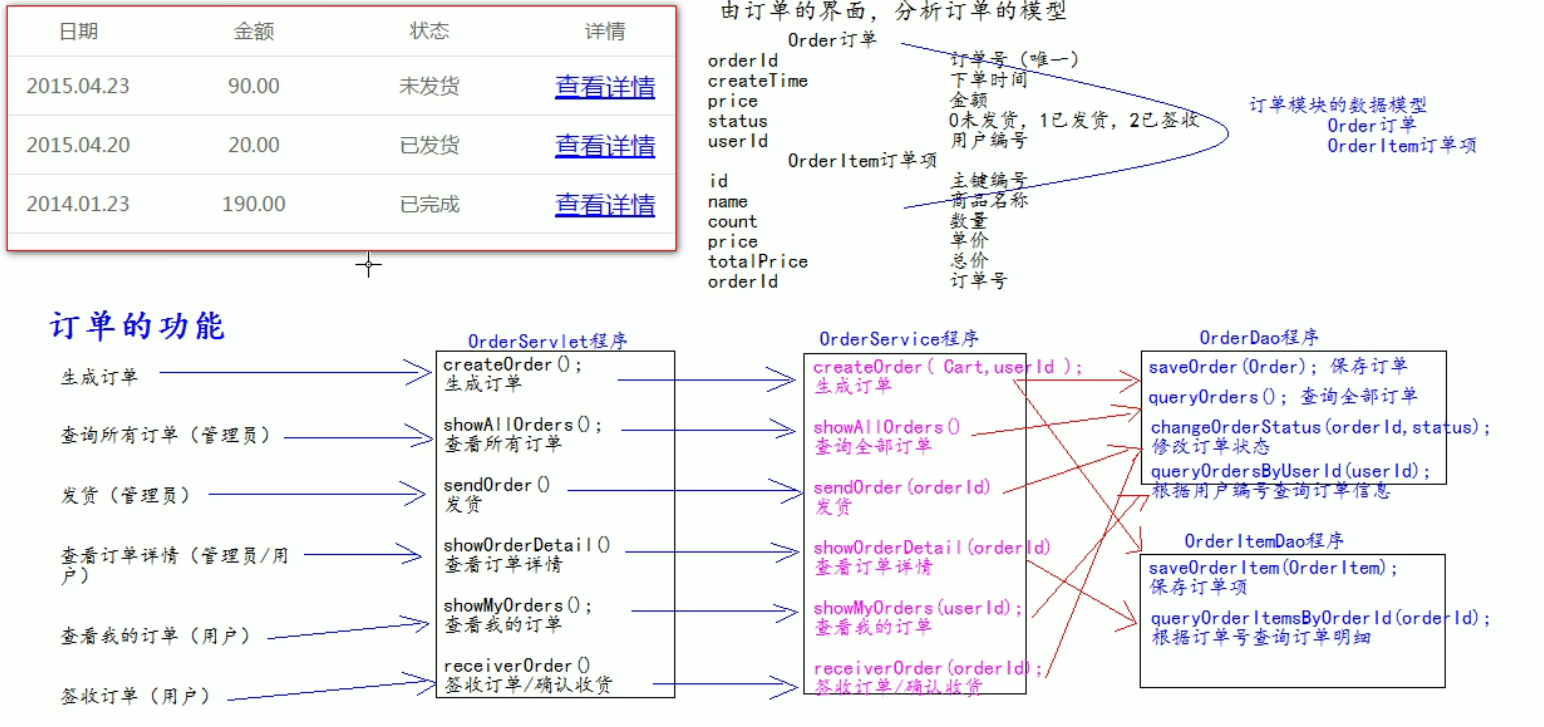 日期 金额 状态 详情
2015.04.23 90.00 未发货 查看详情
2015.04.20 20.00 已发货 查看详情
2014.01.23 190.00 已完成 查看详情
由订单的界面，分析订单的模型
Order订单
orderId 订单号（唯一）
createTime 下单时间
price 金额
status 0未发货，1已发货，2已签收
userId 用户编号
OrderItem订单项
id 主键编号
name 商品名称
count 数量
price 单价
totalPrice 总价
orderId 订单号
订单模块的数据模型
Order订单
OrderItem订单项
订单的功能
生成订单
查询所有订单（管理员）
发货（管理员）
查看订单详情（管理员/用
户）
查看我的订单（用户）
签收订单（用户）
OrderServlet程序
createOrder();
生成订单
showAllOrders();
查看所有订单
sendOrder()
发货
showOrderDetail()
查看订单详情
showMyOrders();
查看我的订单
receiverOrder()
签收订单/确认收货
OrderService程序
createOrder( Cart,userId );
生成订单
showAllOrders()
查询全部订单
sendOrder(orderId)
发货
showOrderDetail(orderId)
查看订单详情
showMyOrders(userId);
查看我的订单
receiverOrder(orderId);
签收订单/确认收货
OrderDao程序
saveOrder(Order); 保存订单
queryOrders(); 查询全部订单
changeOrderStatus(orderId,status);
修改订单状态
queryOrdersByUserId(userId);
根据用户编号查询订单信息
OrderItemDao程序
saveOrderItem(OrderItem);
保存订单项
queryOrderItemsByOrderId(orderId);
根据订单号查询订单明细